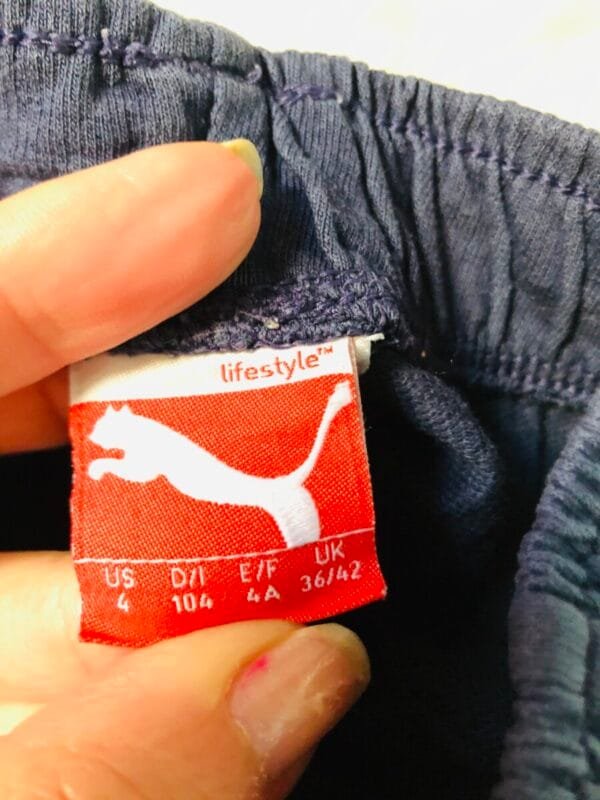 lifestyle™
US D/I E/F UK
4 104 4A 36/42